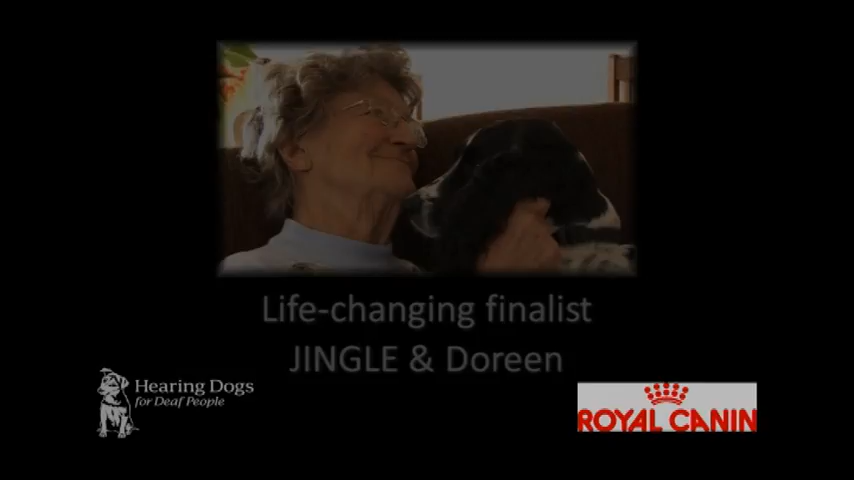 Life-changing finalist
JINGLE & Doreen
Hearing Dogs
for Deaf People
ROYAL CANIN